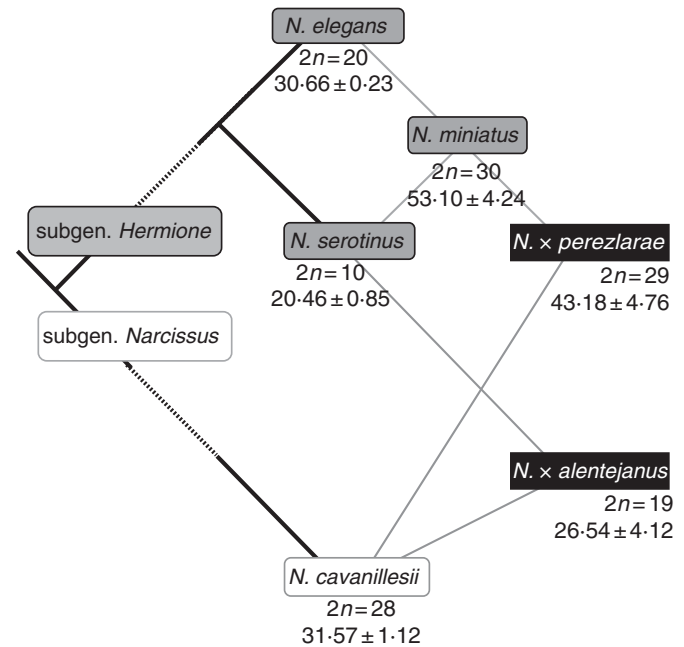 N. elegans
2n=20
30·66±0·23
N. miniatus
2n=30
53·10±4·24
subgen. Hermione
N. serotinus
2n=10
20·46±0·85
N. × perezlarae
2n=29
43·18±4·76
subgen. Narcissus
N. × alentejanus
2n=19
26·54±4·12
N. cavanillesii
2n=28
31·57±1·12